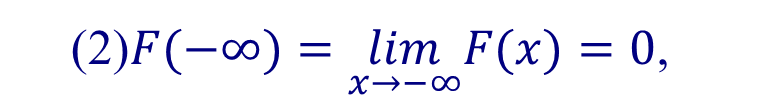 (2)F(−∞) = lim F(x) = 0,
x→−∞